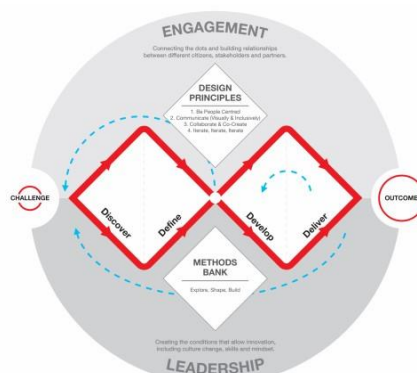 ENGAGEMENT
Connecting the dots and building relationships
between different citizens, stakeholders and partners.
DESIGN
PRINCIPLES
1. Be People Centred
2. Communicate (Visually & Inclusively)
3. Collaborate & Co-Create
4. Iterate, Iterate, Iterate
CHALLENGE
OUTCOME
Discover
Define
Develop
Deliver
METHODS
BANK
Explore, Shape, Build
Creating the conditions that allow innovation,
including culture change, skills and mindset.
LEADERSHIP